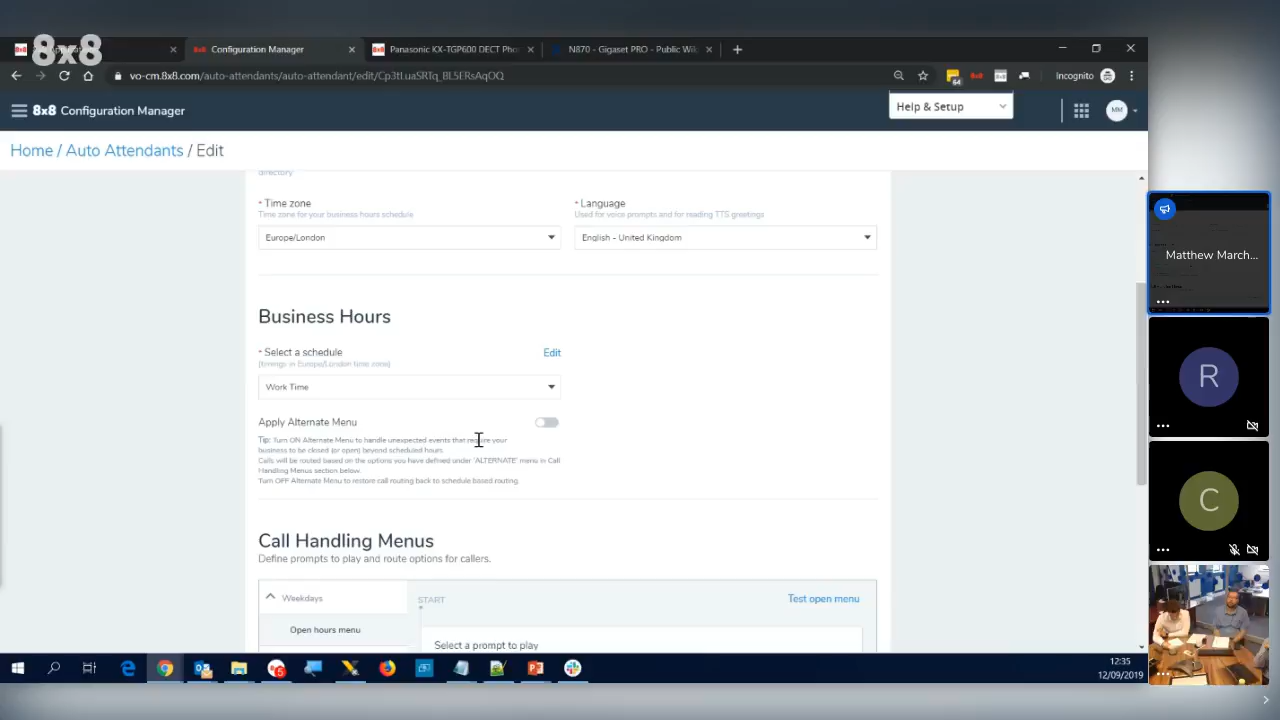 8x8
Configuration Manager
Panasonic KX-TGP600 DECT Pho
N870 - Gigaset PRO - Public Wik
vo-cm.8x8.com/auto-attendants/auto-attendant/edit/Cp3tLuaSRTq_BL5ERsAqOQ
64
Incognito
8x8 Configuration Manager
Help & Setup
MM
Home / Auto Attendants / Edit
directory
* Time zone
Time zone for your business hours schedule
Europe/London
* Language
Used for voice prompts and for reading TTS greetings
English - United Kingdom
Business Hours
* Select a schedule
Edit
(timings in Europe/London time zone)
Work Time
Apply Alternate Menu
Tip: Turn ON Alternate Menu to handle unexpected events that require your
business to be closed (or open) beyond scheduled hours.
Calls will be routed based on the options you have defined under 'ALTERNATE' menu in Call
Handling Menus section below.
Turn OFF Alternate Menu to restore call routing back to schedule based routing.
Call Handling Menus
Define prompts to play and route options for callers.
Weekdays
START
Test open menu
Open hours menu
Select a prompt to play
12:35
12/09/2019
Matthew March...
R
C